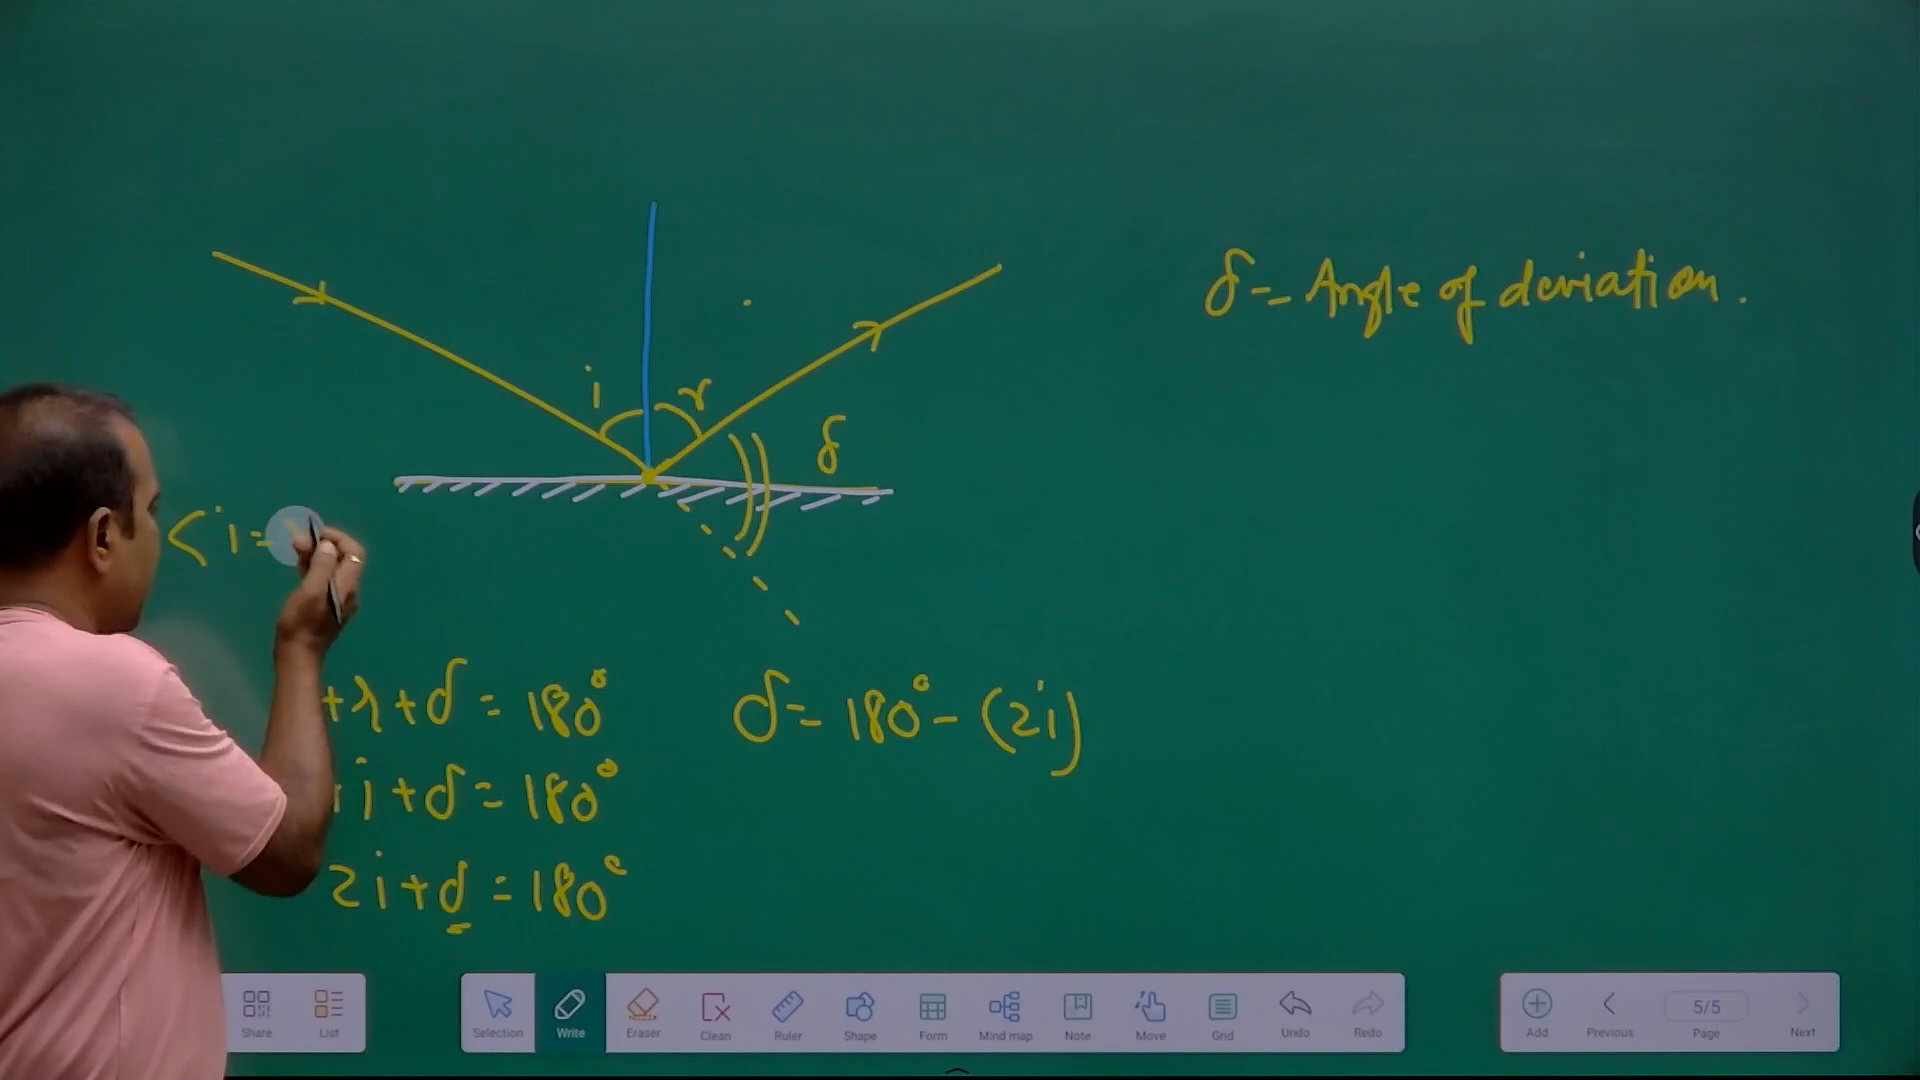 δ = Angle of deviation.
i r
δ
<i =
+ r + δ = 180°
i + δ = 180°
2i + δ = 180°
δ = 180° - (2i)
Share List Selection Write Eraser Clean Ruler Shape Form Mind map Note Move Grid Undo Redo Add Previous 5/5 Page Next